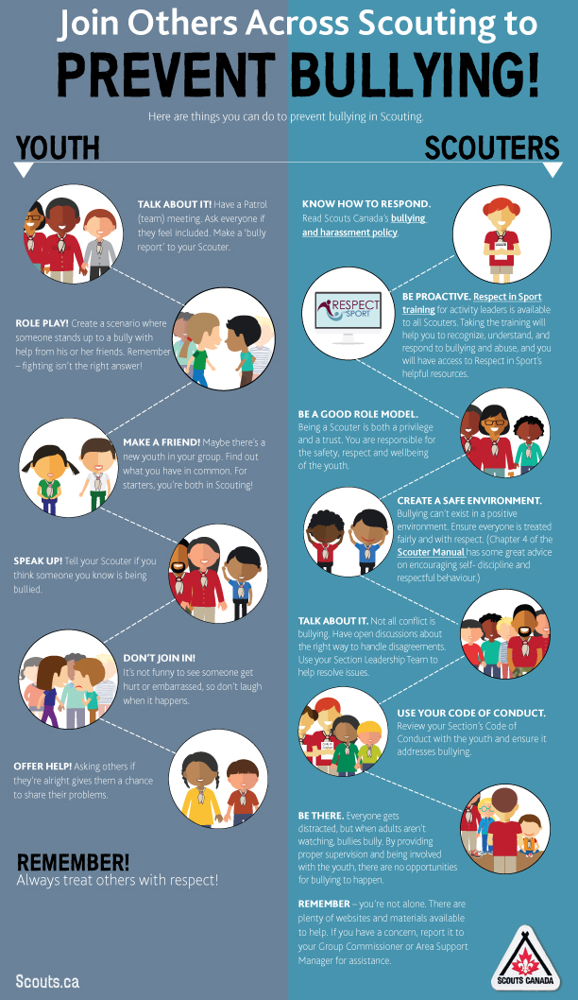 Join Others Across Scouting to
PREVENT BULLYING!
Here are things you can do to prevent bullying in Scouting.
YOUTH
TALK ABOUT IT! Have a Patrol
(team) meeting. Ask everyone if
they feel included. Make a ‘bully
report’ to your Scouter.
ROLE PLAY! Create a scenario where
someone stands up to a bully with
help from his or her friends. Remember
– fighting isn’t the right answer!
MAKE A FRIEND! Maybe there’s a
new youth in your group. Find out
what you have in common. For
starters, you’re both in Scouting!
SPEAK UP! Tell your Scouter if you
think someone you know is being
bullied.
DON’T JOIN IN!
It’s not funny to see someone get
hurt or embarrassed, so don’t laugh
when it happens.
OFFER HELP! Asking others if
they’re alright gives them a chance
to share their problems.
REMEMBER!
Always treat others with respect!
Scouts.ca
SCOUTERS
KNOW HOW TO RESPOND.
Read Scouts Canada’s bullying
and harassment policy.
RESPECT
IN SPORT
BE PROACTIVE. Respect in Sport
training for activity leaders is available
to all Scouters. Taking the training will
help you to recognize, understand, and
respond to bullying and abuse, and you
will have access to Respect in Sport’s
helpful resources.
BE A GOOD ROLE MODEL.
Being a Scouter is both a privilege
and a trust. You are responsible for
the safety, respect and wellbeing
of the youth.
CREATE A SAFE ENVIRONMENT.
Bullying can’t exist in a positive
environment. Ensure everyone is treated
fairly and with respect. (Chapter 4 of the
Scouter Manual has some great advice
on encouraging self- discipline and
respectful behaviour.)
TALK ABOUT IT. Not all conflict is
bullying. Have open discussions about
the right way to handle disagreements.
Use your Section Leadership Team to
help resolve issues.
USE YOUR CODE OF CONDUCT.
Review your Section’s Code of
Conduct with the youth and ensure it
addresses bullying.
BE THERE. Everyone gets
distracted, but when adults aren’t
watching, bullies bully. By providing
proper supervision and being involved
with the youth, there are no opportunities
for bullying to happen.
REMEMBER – you’re not alone. There are
plenty of websites and materials available
to help. If you have a concern, report it to
your Group Commissioner or Area Support
Manager for assistance.
SCOUTS CANADA